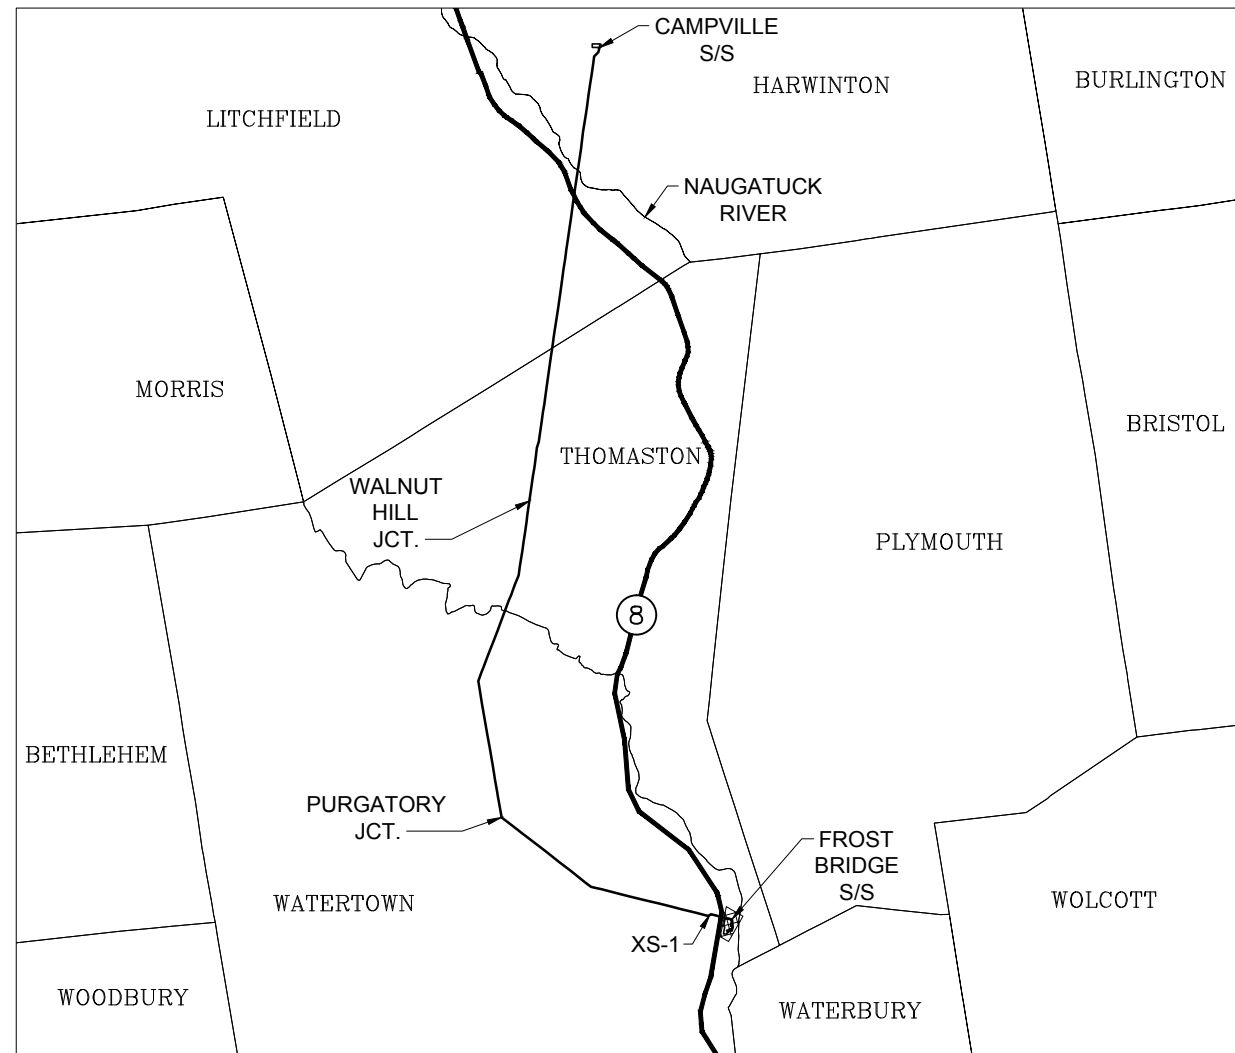 CAMPVILLE
S/S
HARWINTON
BURLINGTON
LITCHFIELD
NAUGATUCK
RIVER
MORRIS
BRISTOL
THOMASTON
WALNUT
HILL
JCT.
PLYMOUTH
8
BETHLEHEM
PURGATORY
JCT.
FROST
BRIDGE
S/S
WATERTOWN
WOLCOTT
XS-1
WOODBURY
WATERBURY